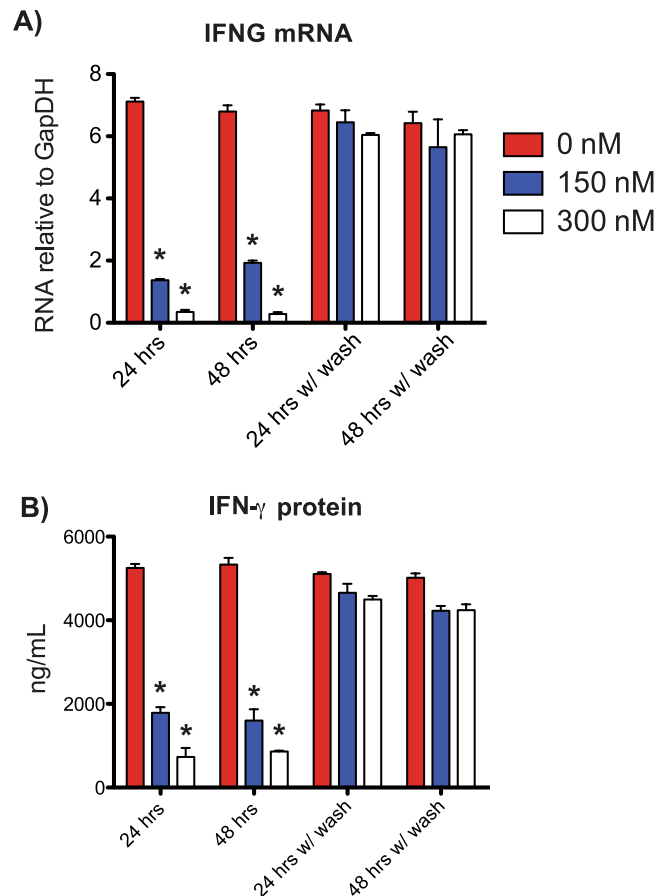 A)
IFNG mRNA
RNA relative to GapDH
8
6
4
2
0
* * * *
24 hrs
48 hrs
24 hrs w/ wash
48 hrs w/ wash
0 nM
150 nM
300 nM
B)
IFN-γ protein
ng/mL
6000
4000
2000
0
* * * *
24 hrs
48 hrs
24 hrs w/ wash
48 hrs w/ wash